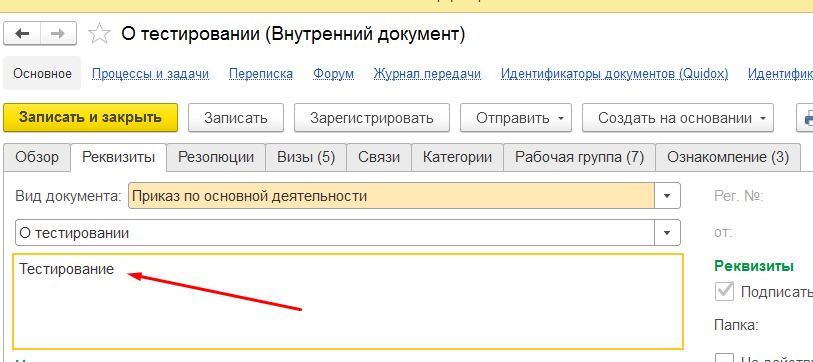 О тестировании (Внутренний документ)
Основное Процессы и задачи Переписка Форум Журнал передачи Идентификаторы документов (Quidox) Идентифик
Записать и закрыть Записать Зарегистрировать Отправить Создать на основании
Обзор Реквизиты Резолюции Визы (5) Связи Категории Рабочая группа (7) Ознакомление (3)
Вид документа: Приказ по основной деятельности Рег. №:
О тестировании от:
Тестирование Реквизиты
Подписать
Папка: